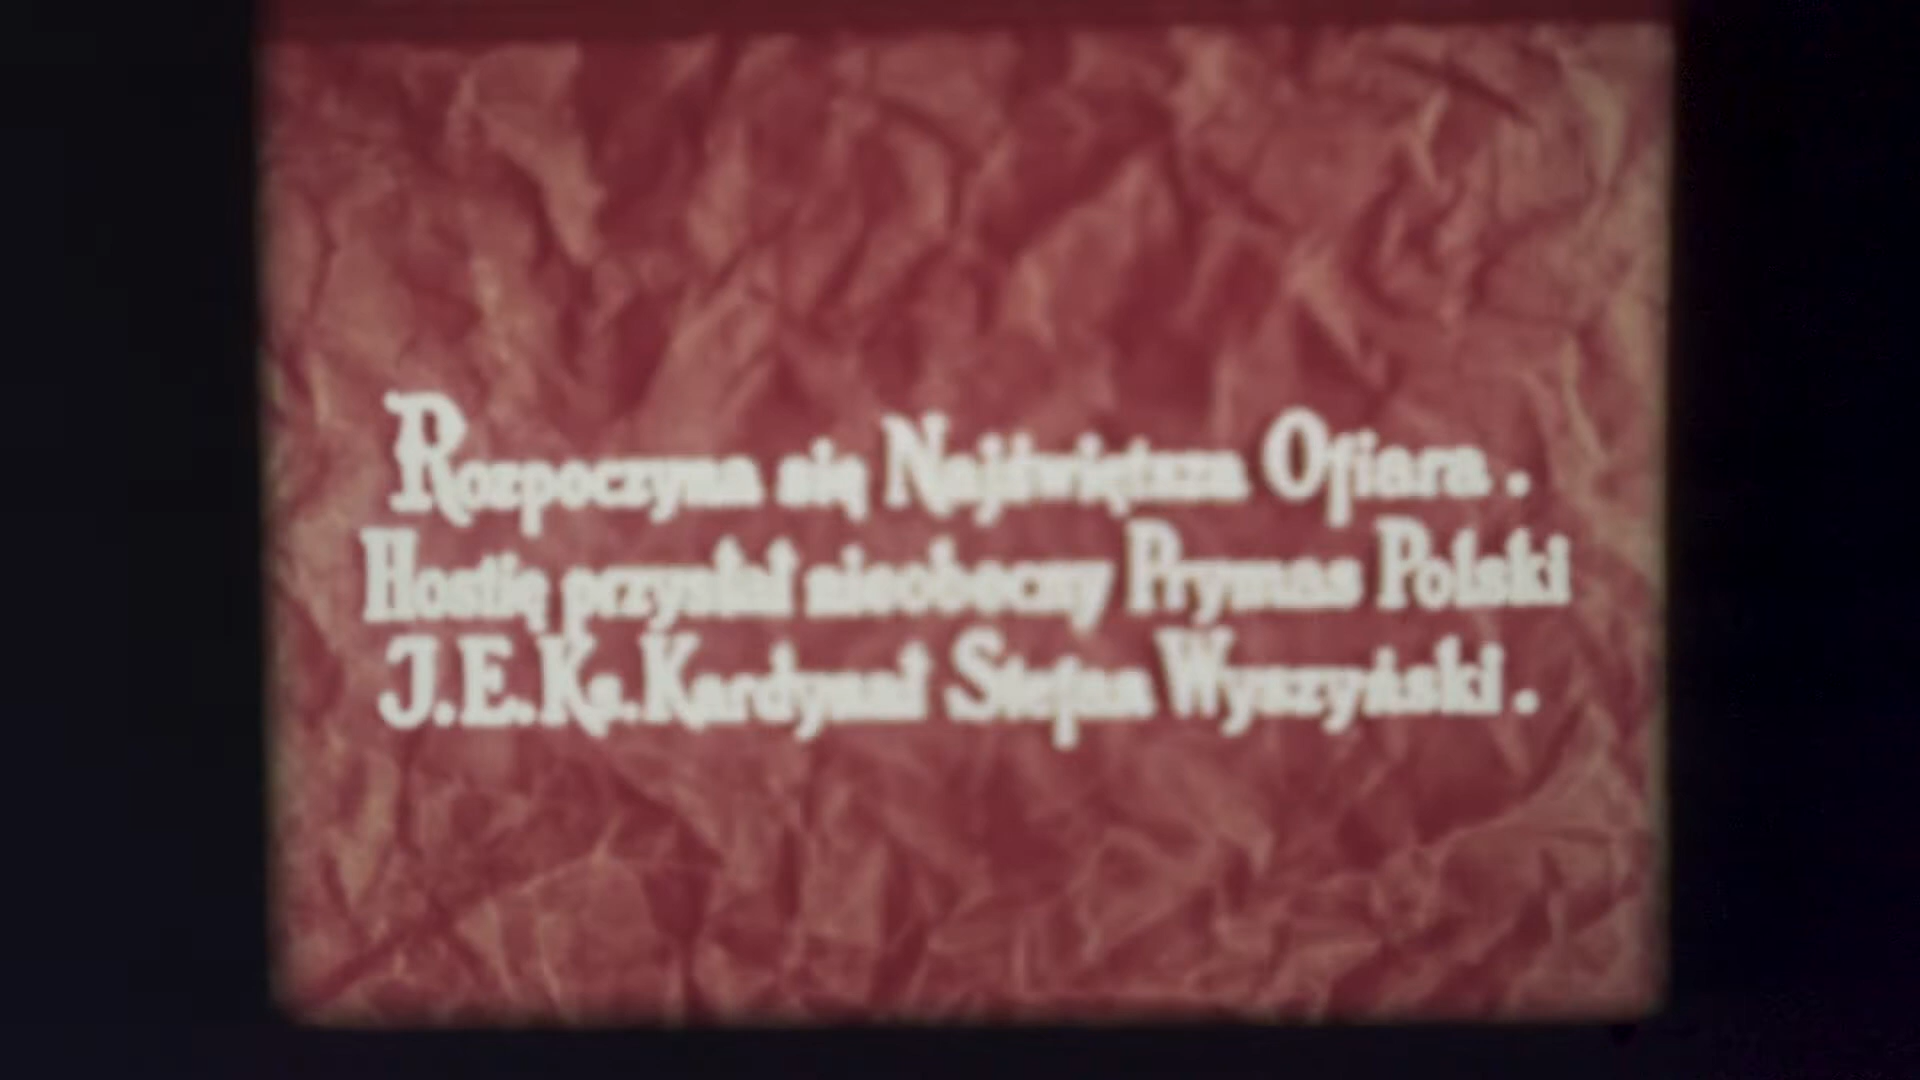 Rozpoczyna się Najświętsza Ofiara.
Hostię przysłał nieobecny Prymas Polski
J.E.Ks.Kardynał Stefan Wyszyński.